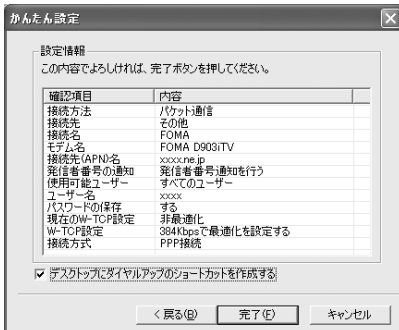 かんたん設定
設定情報
この内容でよろしければ、完了ボタンを押してください。
確認項目 内容
接続方法 パケット通信
接続先 その他
接続名 FOMA
モデム名 FOMA D903iTV
接続先(APN)名 xxxx.ne.jp
発信者番号の通知 発信者番号通知を行う
使用可能ユーザー すべてのユーザー
ユーザー名 xxxx
パスワードの保存 する
現在のW-TCP設定 非最適化
W-TCP設定 384Kbpsで最適化を設定する
接続方式 PPP接続
デスクトップにダイヤルアップのショートカットを作成する
< 戻る(B) 完了(F) キャンセル